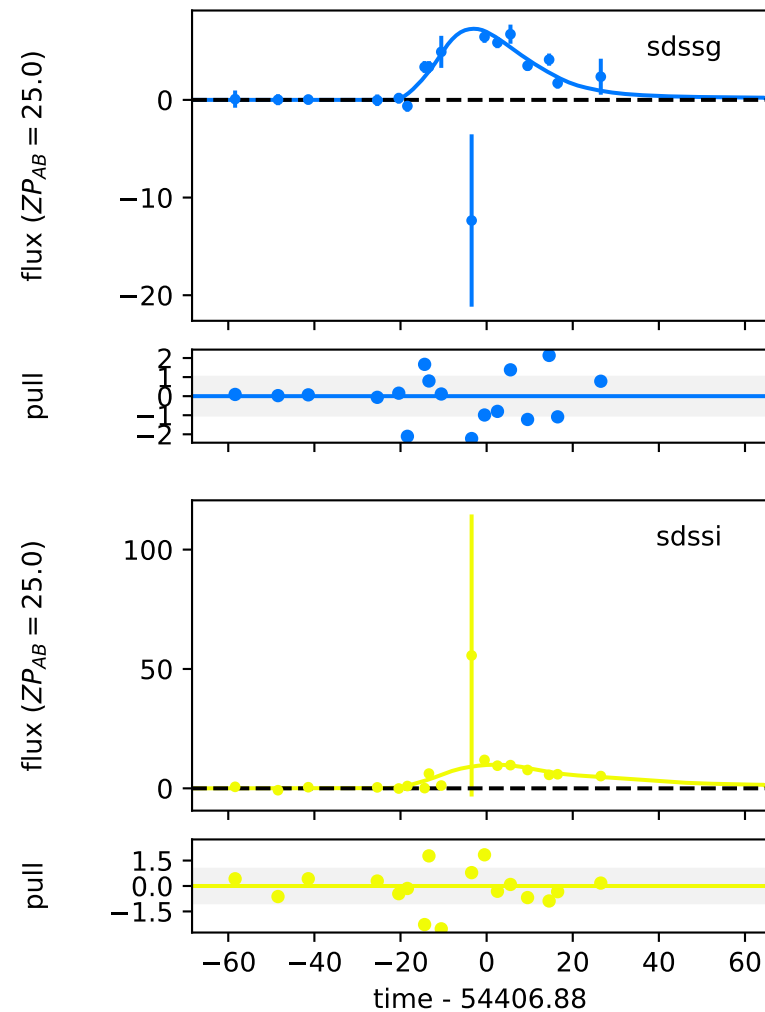 sdssg
flux (ZP_AB = 25.0)
0
−10
−20
pull
2
1
0
−1
−2
sdssi
flux (ZP_AB = 25.0)
100
50
0
pull
1.5
0.0
−1.5
−60 −40 −20 0 20 40 60
time - 54406.88